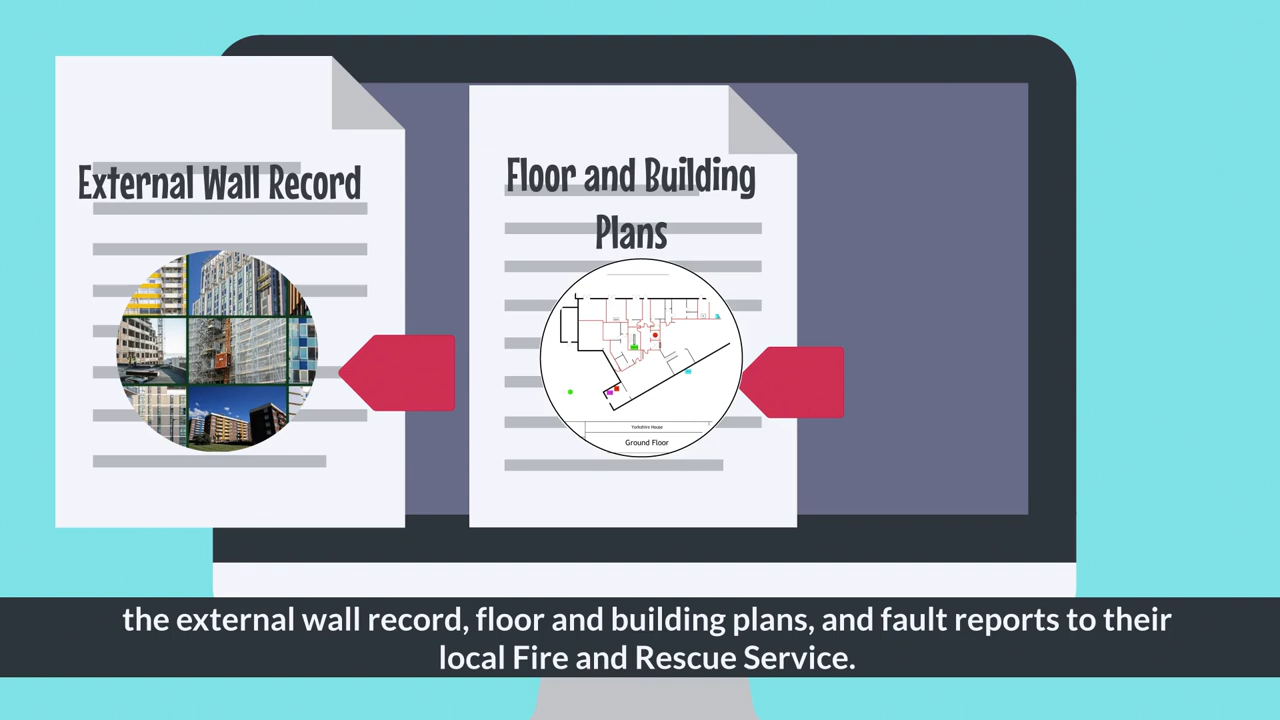 External Wall Record
Floor and Building
Plans
Yorkshire House
Ground Floor
the external wall record, floor and building plans, and fault reports to their
local Fire and Rescue Service.